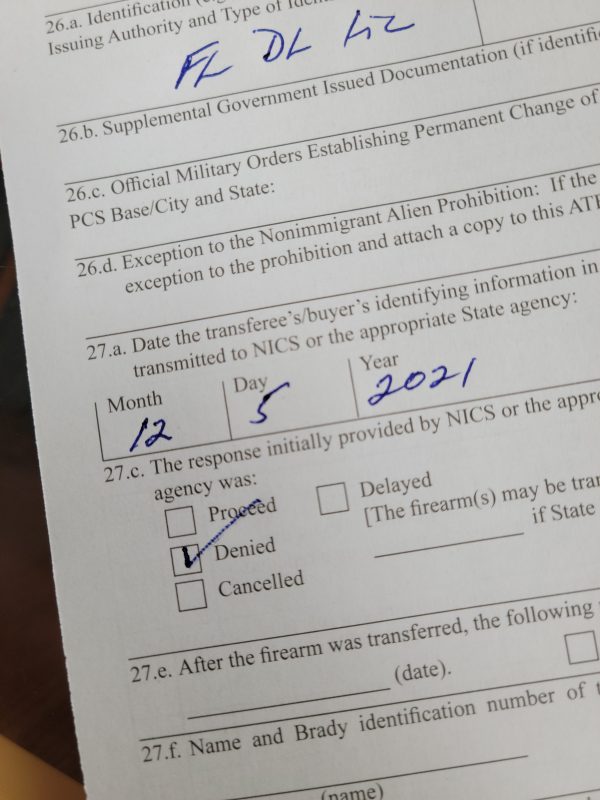 26.a. Identification
Issuing Authority and Type of
FL DL Lic
26.b. Supplemental Government Issued Documentation (if
26.c. Official Military Orders Establishing Permanent Change of
PCS Base/City and State:
26.d. Exception to the Nonimmigrant Alien Prohibition: If the
exception to the prohibition and attach a copy to this
27.a. Date the transferee's/buyer's identifying information in
transmitted to NICS or the appropriate State agency:
Month Day Year
12 5 2021
27.c. The response initially provided by NICS or the
agency was:
Proceed Delayed
[The firearm(s) may be
Denied if State
Cancelled
27.e. After the firearm was transferred, the following
(date).
27.f. Name and Brady identification number of
(name)